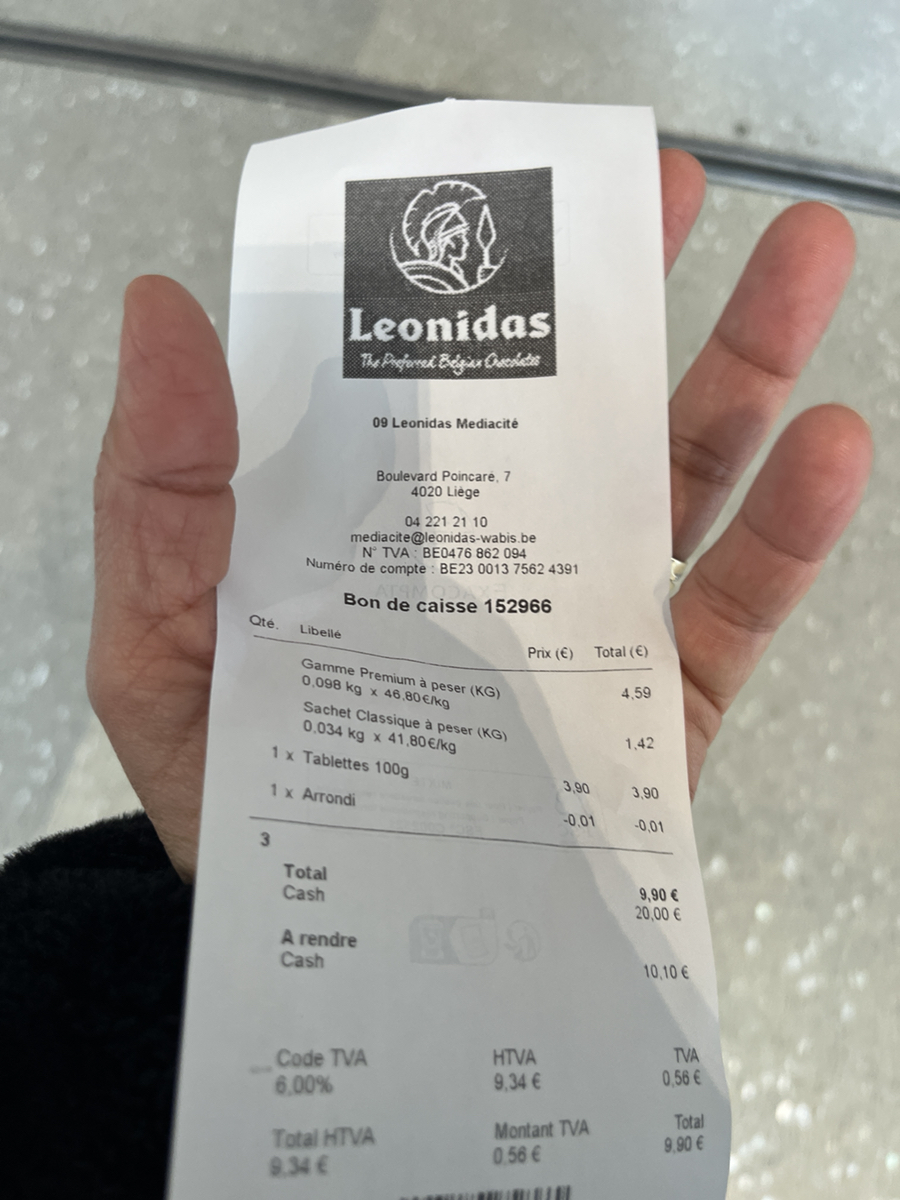 Leonidas
The Preferred Belgian Chocolates
09 Leonidas Mediacité
Boulevard Poincaré, 7
4020 Liège
04 221 21 10
mediacite@leonidas-wabis.be
N° TVA : BE0476 862 094
Numéro de compte : BE23 0013 7562 4391
Bon de caisse 152966
Qté. Libellé Prix (€) Total (€)
Gamme Premium à peser (KG)
0,098 kg x 46,80€/kg 4,59
Sachet Classique à peser (KG)
0,034 kg x 41,80€/kg 1,42
1 x Tablettes 100g 3,90 3,90
1 x Arrondi -0,01 -0,01
3
Total 9,90 €
Cash 20,00 €
A rendre
Cash 10,10 €
Code TVA HTVA TVA
6,00% 9,34 € 0,56 €
Total HTVA Montant TVA Total
9,34 € 0,56 € 9,90 €